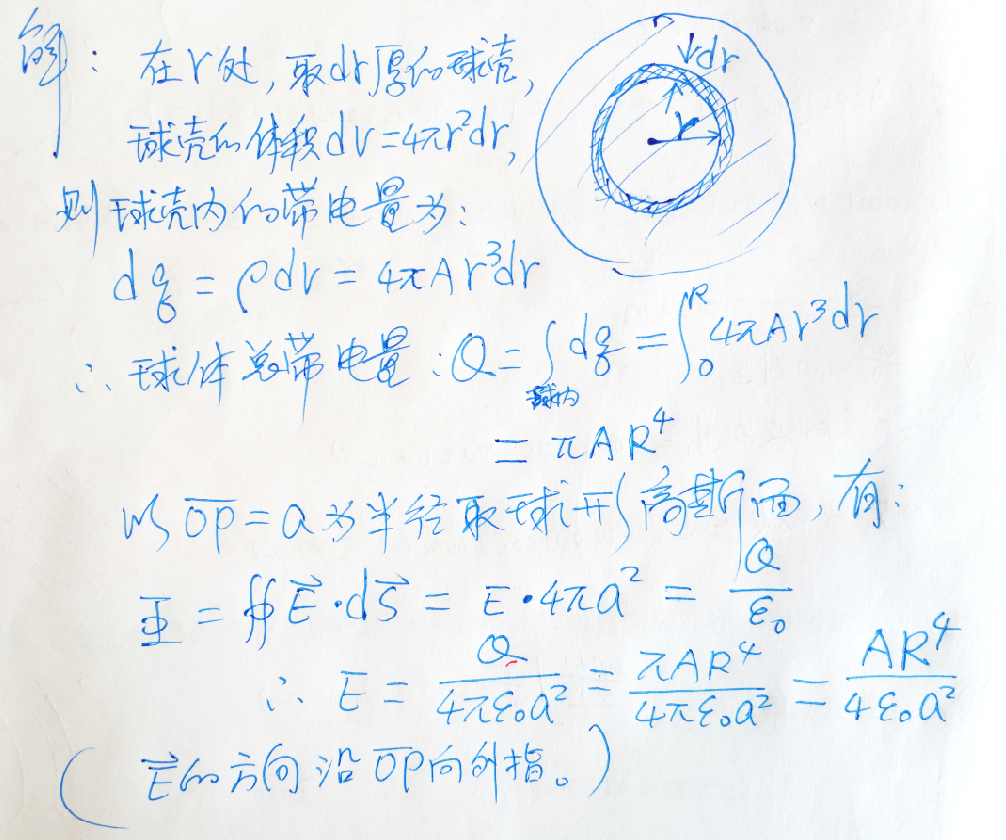 解：在r处，取dr厚的球壳，
球壳的体积dv=4πr²dr，
则球壳内的带电量为：
dq = ρdv = 4πAr³dr
∴ 球体总带电量：Q = ∫球内 dq = ∫₀ᴿ 4πAr³dr
= πAR⁴
以OP̅=a为半径取球形高斯面，有：
Φ = ∯E⃗·dS⃗ = E·4πa² = Q/ε₀
∴ E = Q/4πε₀a² = πAR⁴/4πε₀a² = AR⁴/4ε₀a²
（E⃗的方向沿OP̅向外指。）
dr
r